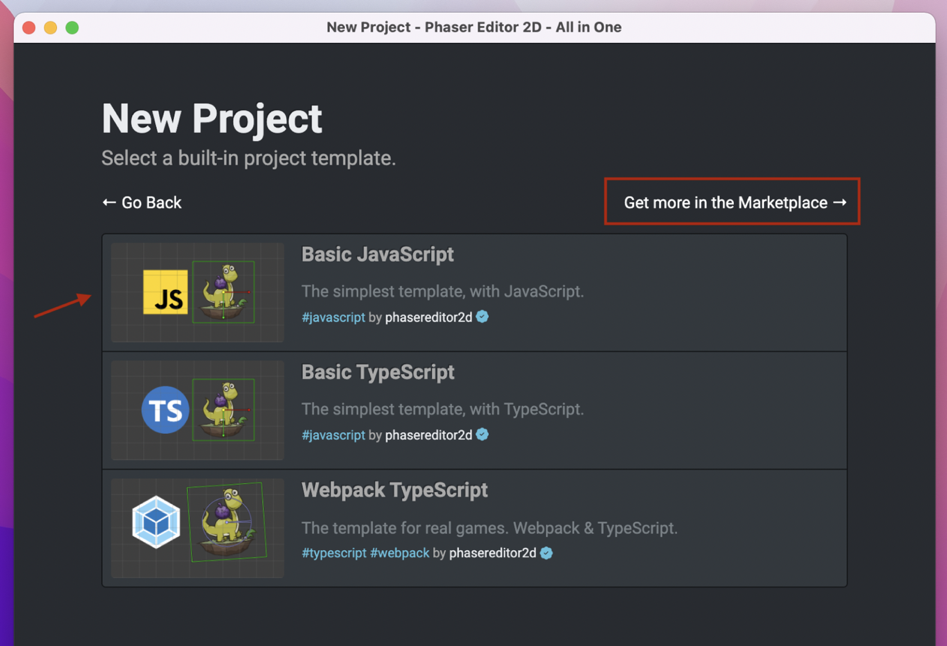 New Project - Phaser Editor 2D - All in One
New Project
Select a built-in project template.
← Go Back
Get more in the Marketplace →
JS
Basic JavaScript
The simplest template, with JavaScript.
#javascript by phasereditor2d
TS
Basic TypeScript
The simplest template, with TypeScript.
#javascript by phasereditor2d
Webpack TypeScript
The template for real games. Webpack & TypeScript.
#typescript #webpack by phasereditor2d